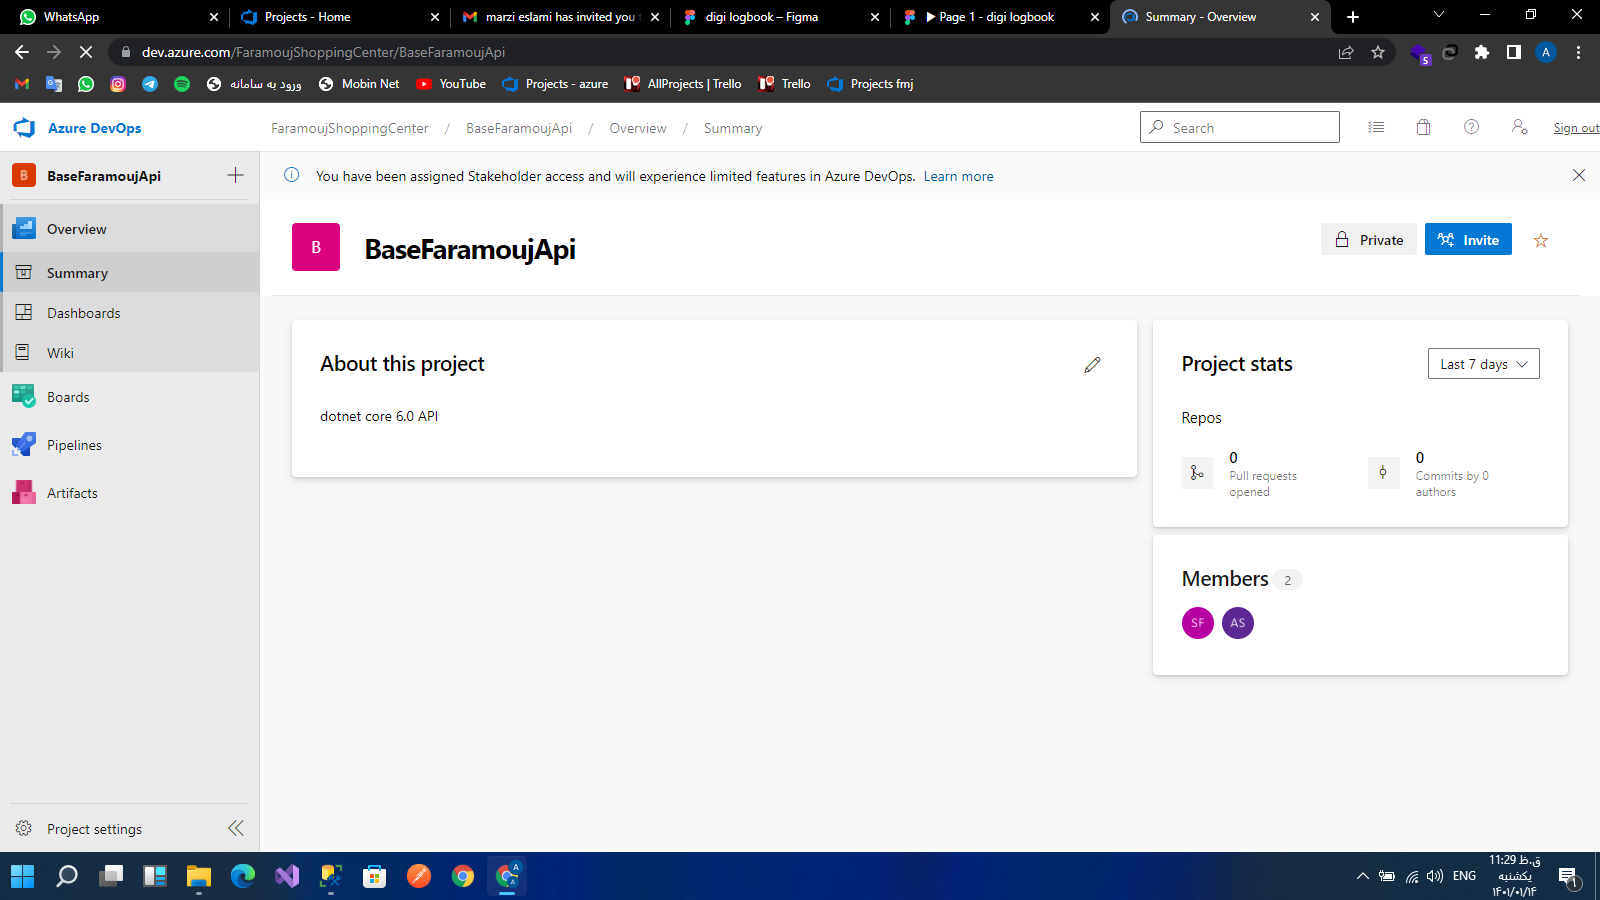 WhatsApp
Projects - Home
marzi eslami has invited you
digi logbook – Figma
Page 1 - digi logbook
Summary - Overview
dev.azure.com/FaramoujShoppingCenter/BaseFaramoujApi
5
A
ورود به سامانه
Mobin Net
YouTube
Projects - azure
AllProjects | Trello
Trello
Projects fmj
Azure DevOps
FaramoujShoppingCenter / BaseFaramoujApi / Overview / Summary
Search
Sign out
B
BaseFaramoujApi
You have been assigned Stakeholder access and will experience limited features in Azure DevOps. Learn more
Overview
Summary
Dashboards
Wiki
Boards
Pipelines
Artifacts
Project settings
B
BaseFaramoujApi
Private
Invite
About this project
dotnet core 6.0 API
Project stats
Last 7 days
Repos
0
Pull requests
opened
0
Commits by 0
authors
Members 2
SF
AS
ENG
11:29 ق.ظ
یکشنبه
۱۴۰۱/۰۱/۱۴
۱